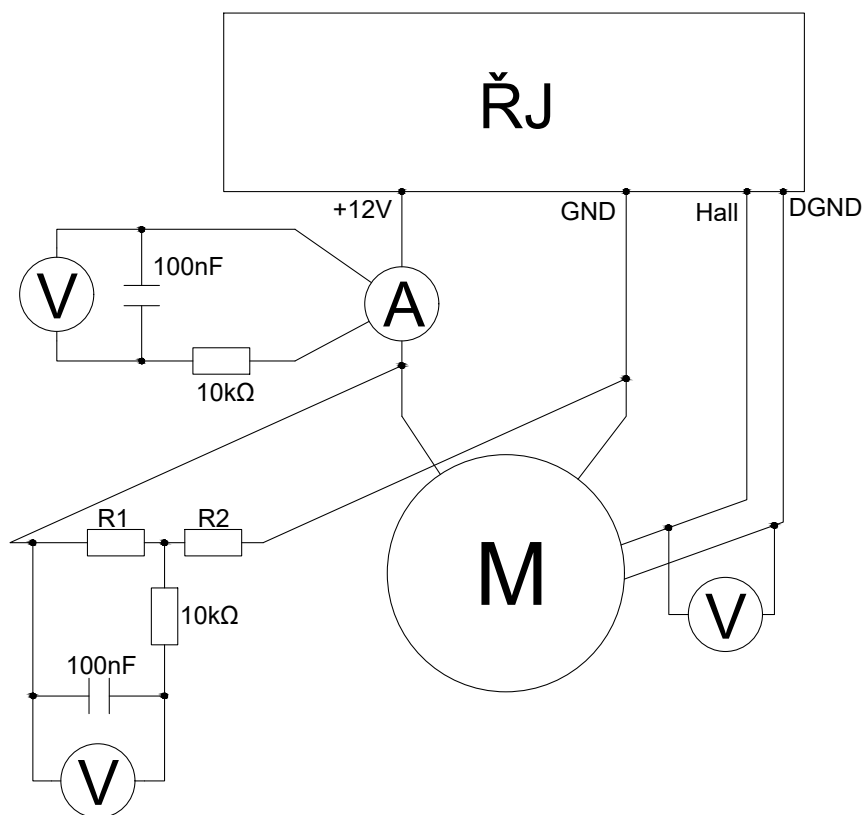 ŘJ
+12V
GND
Hall
DGND
100nF
V
A
10kΩ
R1
R2
M
10kΩ
V
100nF
V